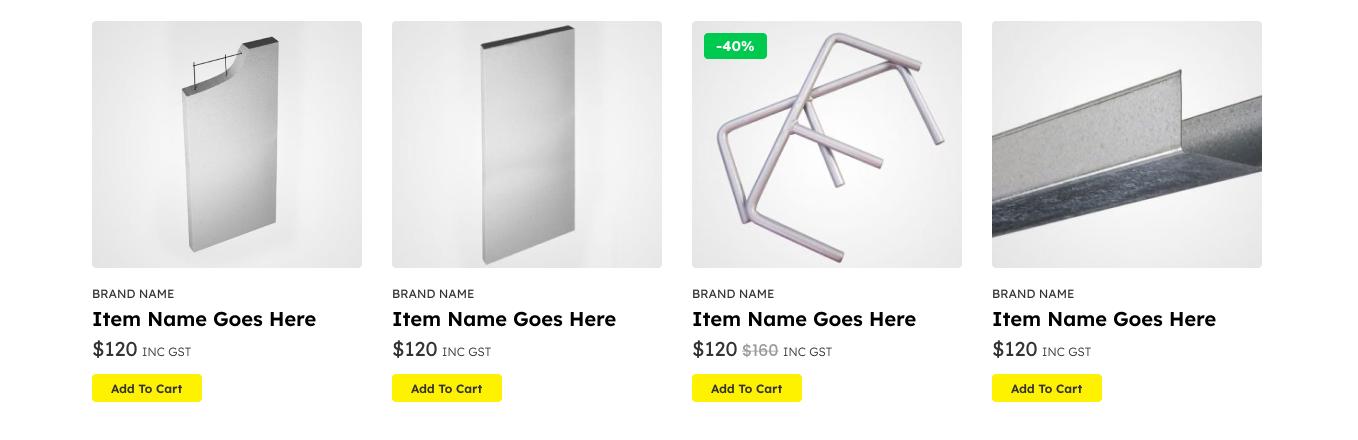 -40%
BRAND NAME
Item Name Goes Here
$120 INC GST
Add To Cart
BRAND NAME
Item Name Goes Here
$120 INC GST
Add To Cart
BRAND NAME
Item Name Goes Here
$120 $160 INC GST
Add To Cart
BRAND NAME
Item Name Goes Here
$120 INC GST
Add To Cart